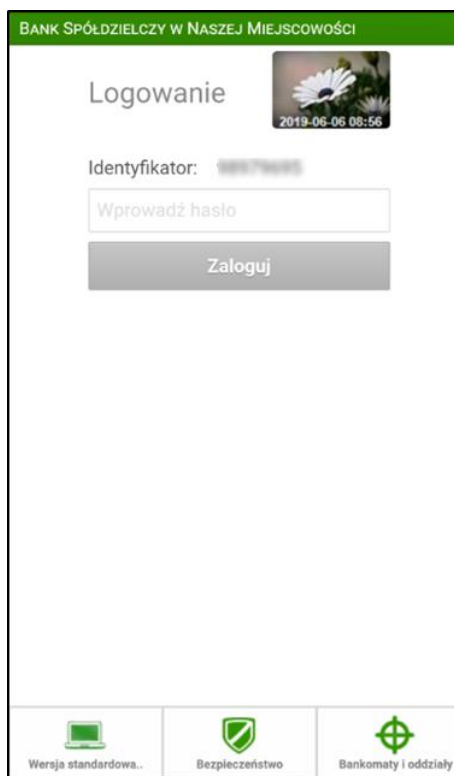 BANK SPÓŁDZIELCZY W NASZEJ MIEJSCOWOŚCI
Logowanie
2019-06-06 08:56
Identyfikator:
Wprowadź hasło
Zaloguj
Wersja standardowa.. Bezpieczeństwo Bankomaty i oddziały